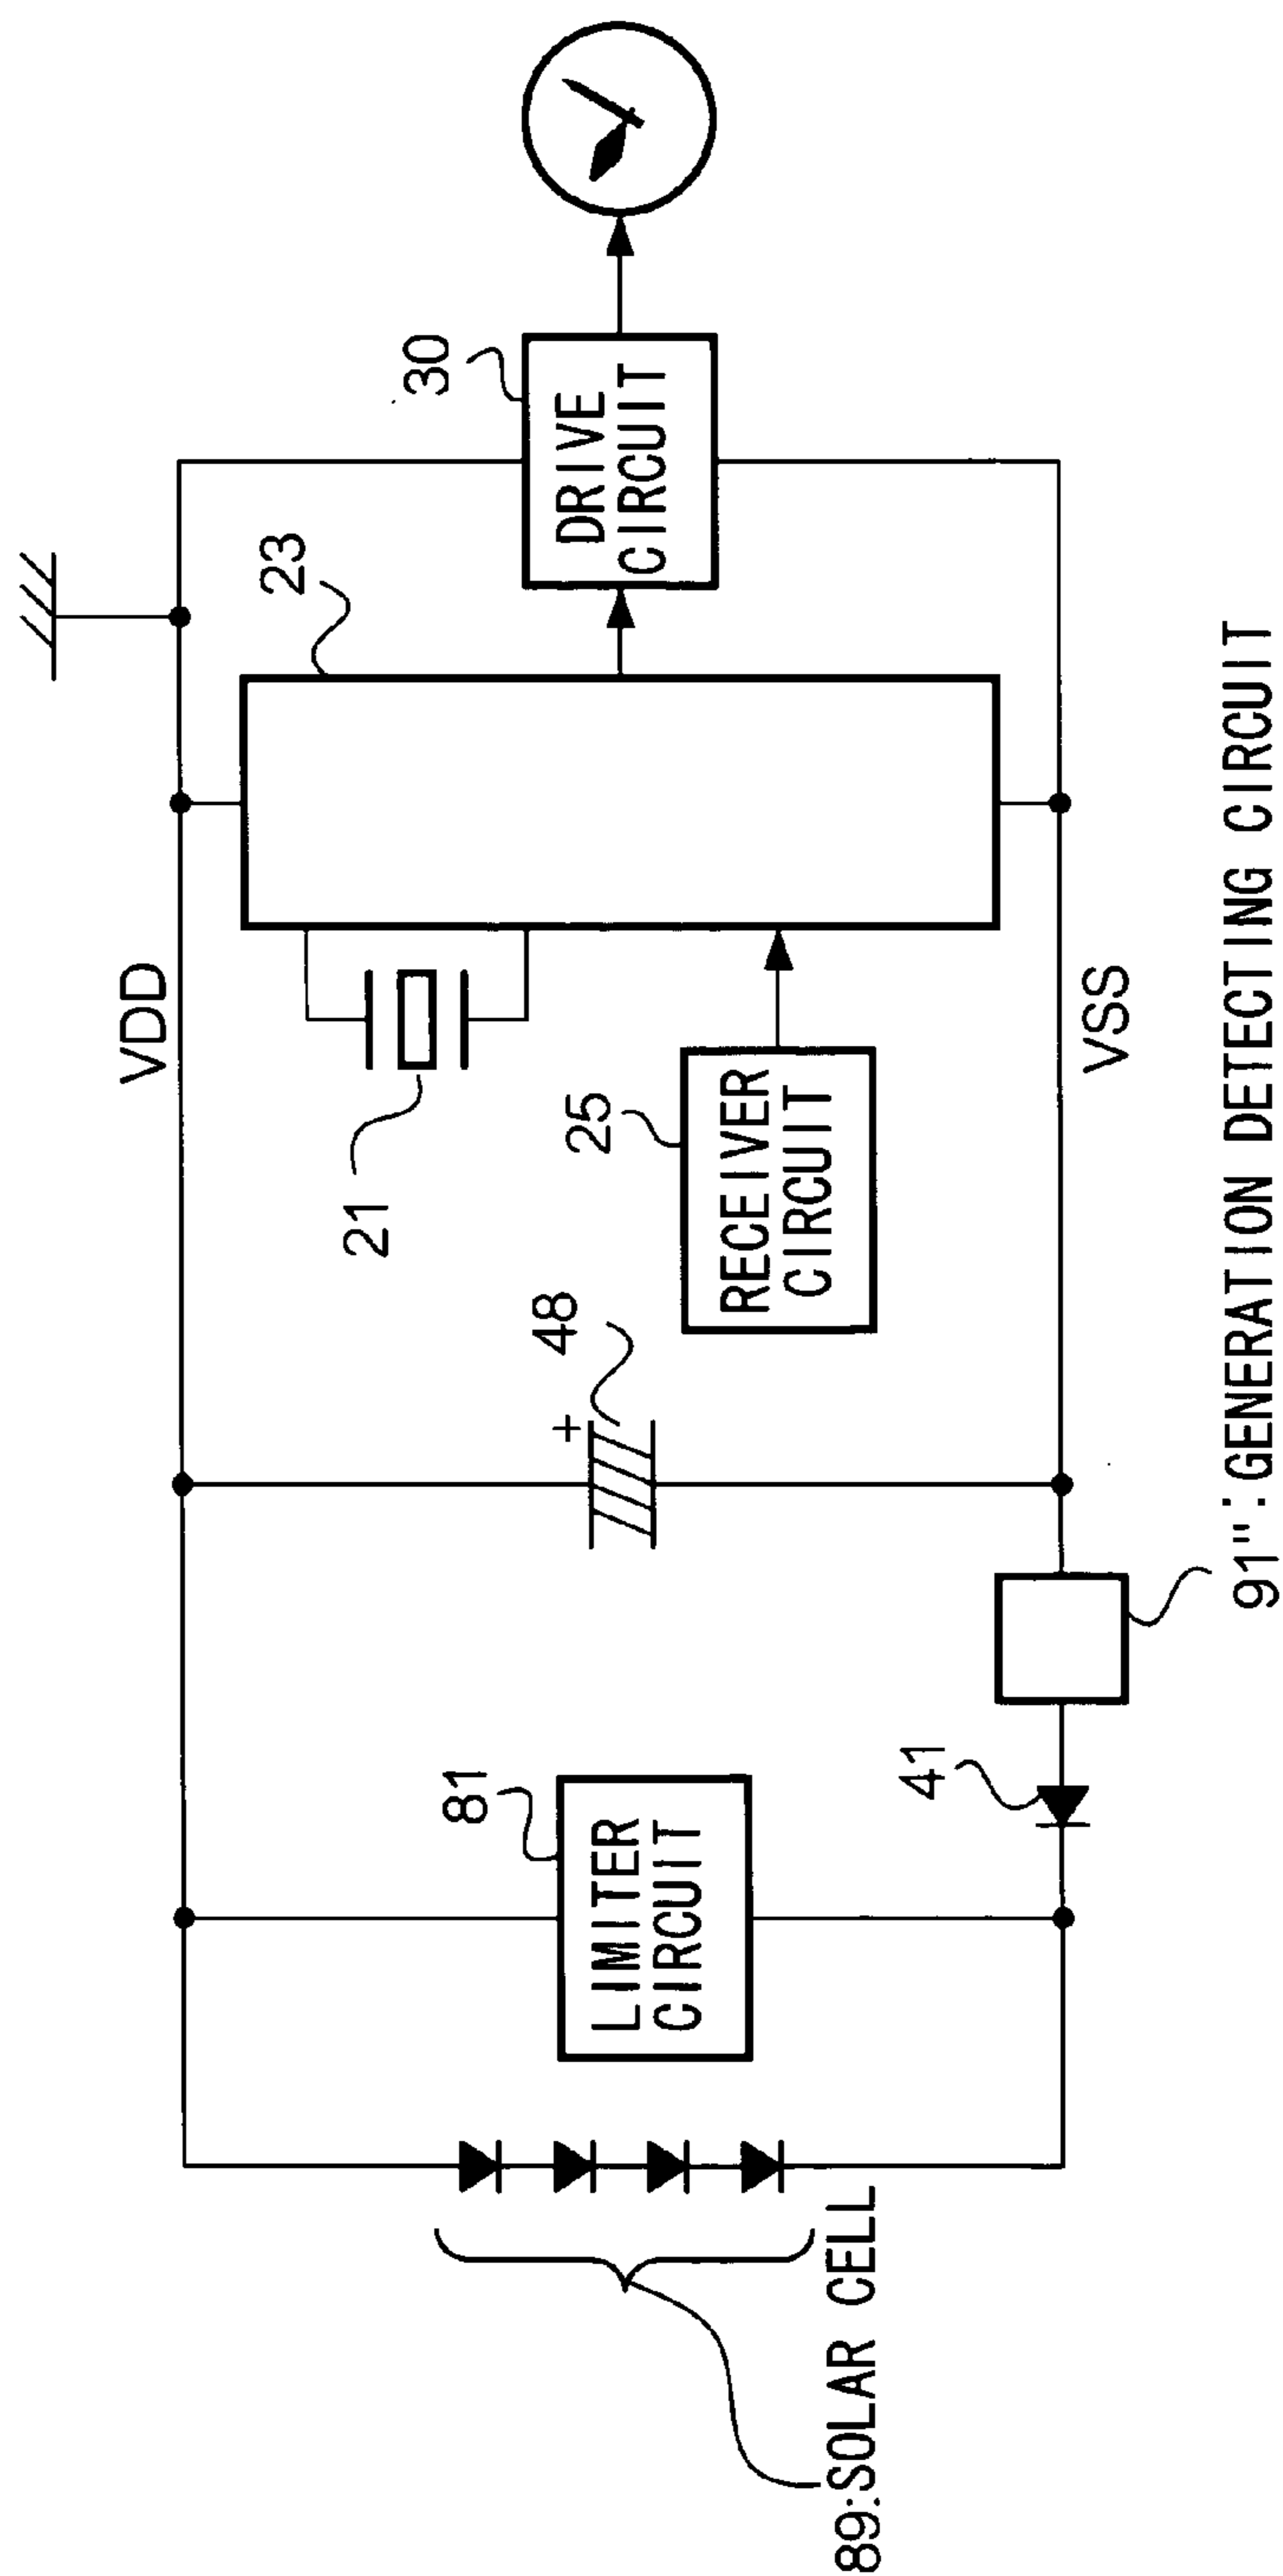 VDD
23
30
DRIVE
CIRCUIT
21
25
RECEIVER
CIRCUIT
+
48
81
LIMITER
CIRCUIT
41
VSS
89:SOLAR CELL
91":GENERATION DETECTING CIRCUIT